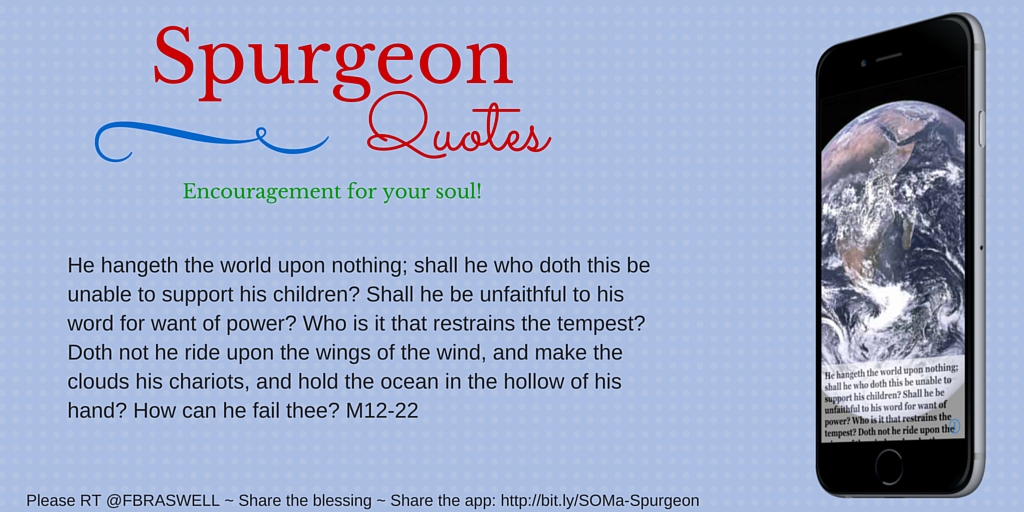 Spurgeon
Quotes
Encouragement for your soul!
He hangeth the world upon nothing; shall he who doth this be
unable to support his children? Shall he be unfaithful to his
word for want of power? Who is it that restrains the tempest?
Doth not he ride upon the wings of the wind, and make the
clouds his chariots, and hold the ocean in the hollow of his
hand? How can he fail thee? M12-22
He hangeth the world upon nothing;
shall he who doth this be unable to
support his children? Shall he be
unfaithful to his word for want of
power? Who is it that restrains the
tempest? Doth not he ride upon the
Please RT @FBRASWELL ~ Share the blessing ~ Share the app: http://bit.ly/SOMa-Spurgeon